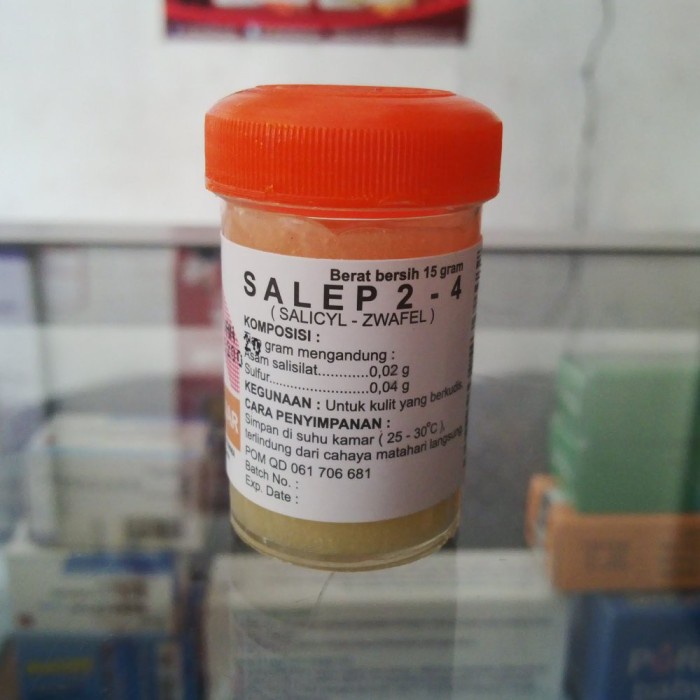 Berat bersih 15 gram
SALEP 2 - 4
( SALICYL - ZWAFEL )
KOMPOSISI :
gram mengandung :
Asam salisilat............0,02 g
Sulfur.......................0,04 g
KEGUNAAN : Untuk kulit yang berkudis
CARA PENYIMPANAN :
Simpan di suhu kamar ( 25 - 30°C ),
terlindung dari cahaya matahari langsung
POM QD 061 706 681
Batch No. :
Exp. Date :
AR